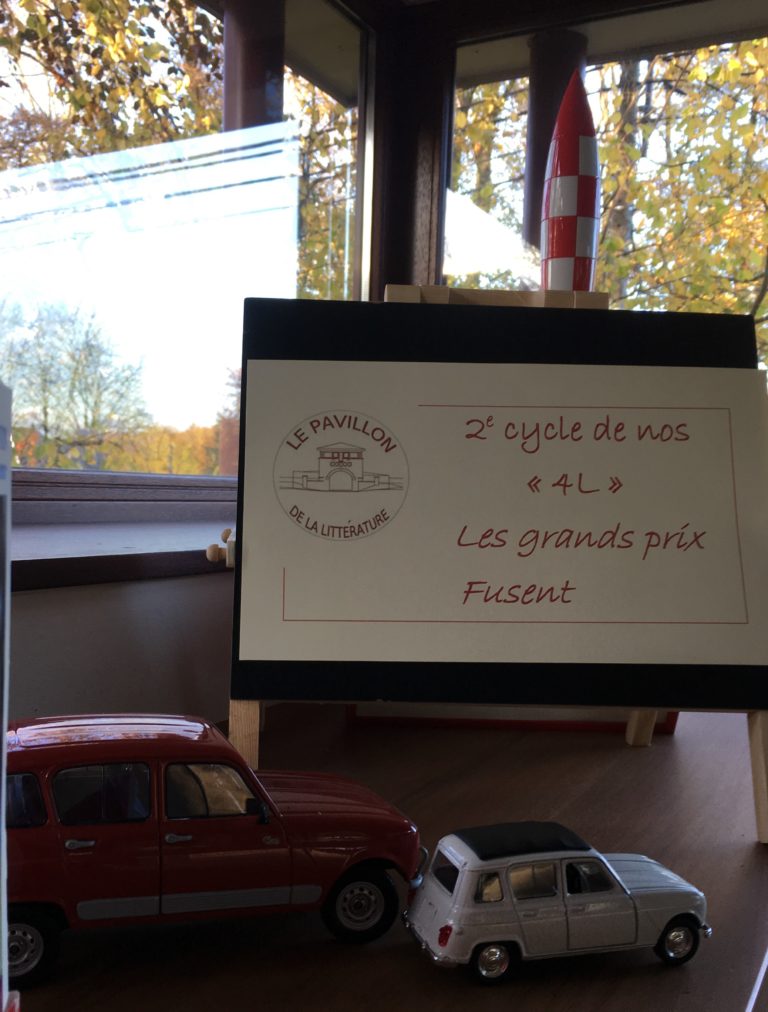 LE PAVILLON
DE LA LITTÉRATURE
2e cycle de nos
« 4L »
Les grands prix
Fusent